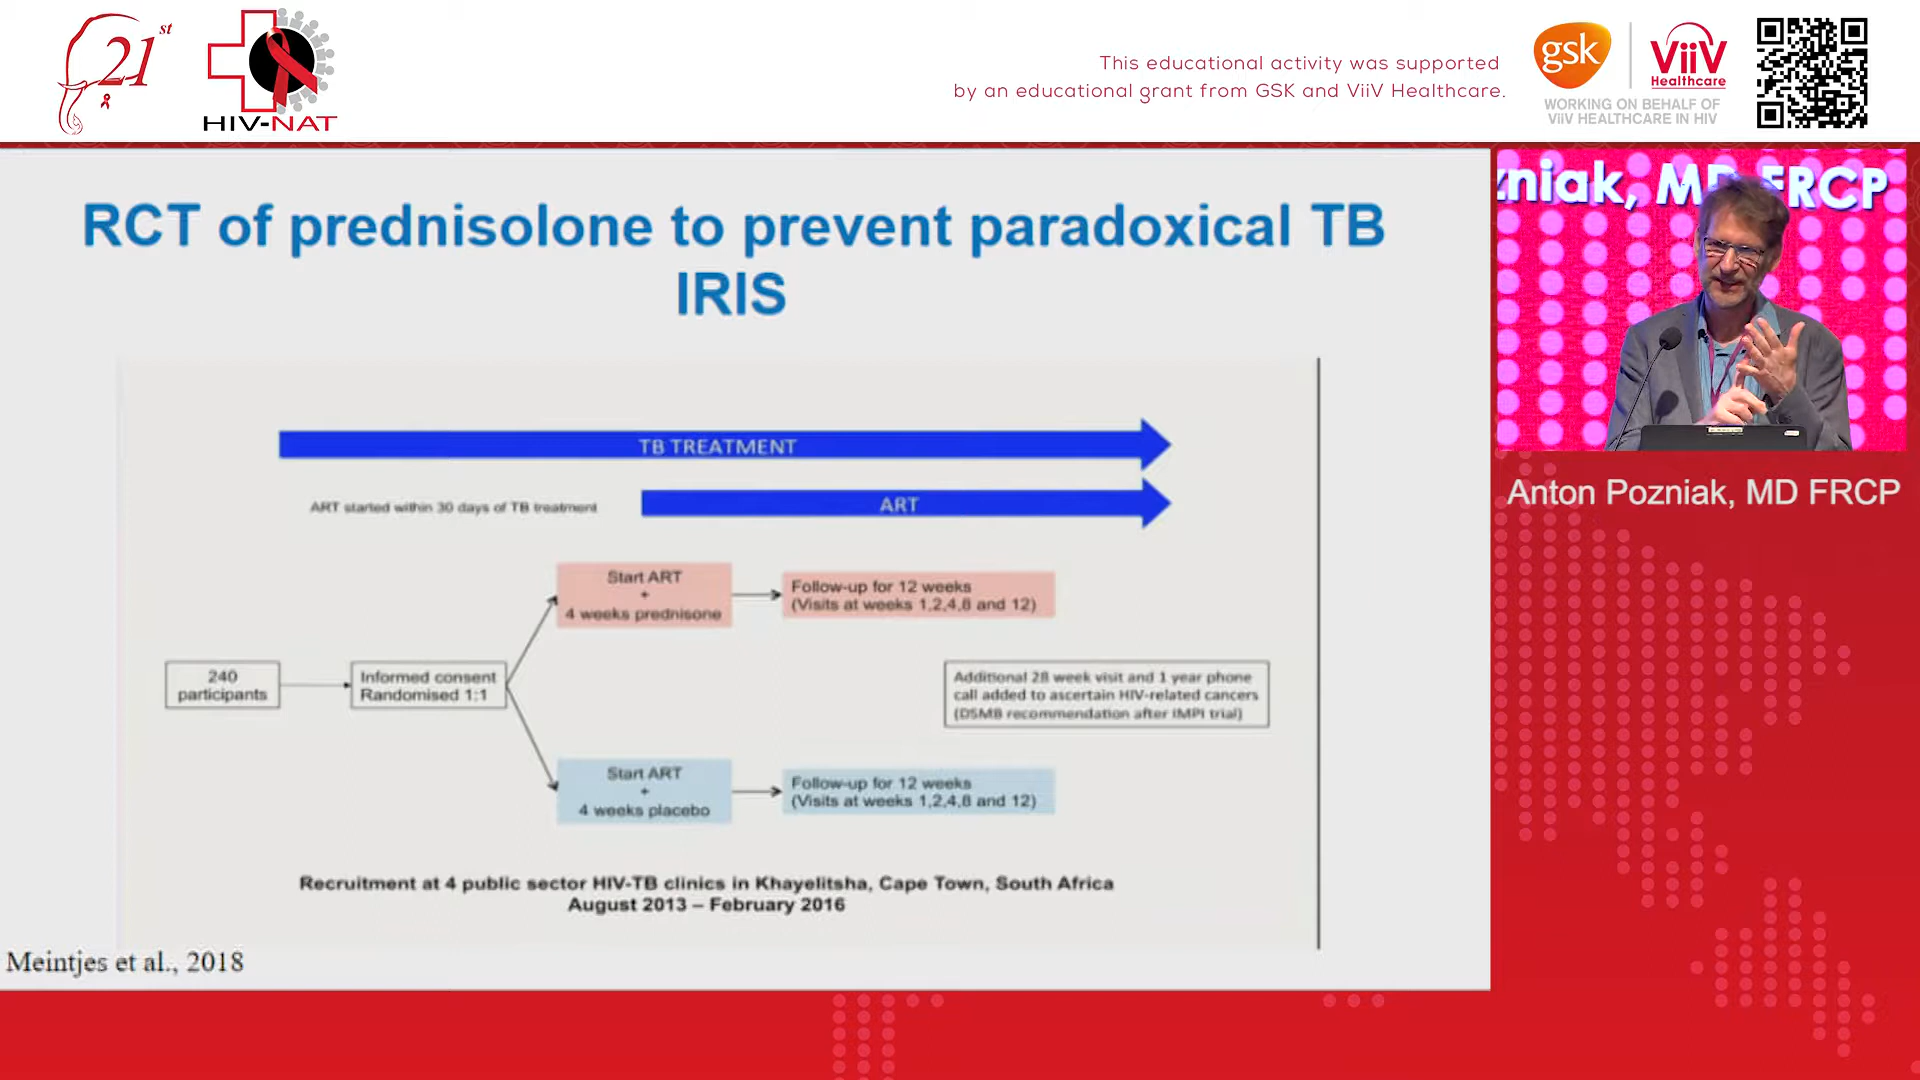 21st
HIV-NAT
This educational activity was supported
by an educational grant from GSK and ViiV Healthcare.
gsk
ViiV
Healthcare
WORKING ON BEHALF OF
ViiV HEALTHCARE IN HIV
RCT of prednisolone to prevent paradoxical TB
IRIS
TB TREATMENT
ART started within 30 days of TB treatment
ART
Start ART
+
4 weeks prednisone
Follow-up for 12 weeks
(Visits at weeks 1,2,4,8 and 12)
240
participants
Informed consent
Randomised 1:1
Additional 28 week visit and 1 year phone
call added to ascertain HIV-related cancers
(DSMB recommendation after IMPI trial)
Start ART
+
4 weeks placebo
Follow-up for 12 weeks
(Visits at weeks 1,2,4,8 and 12)
Recruitment at 4 public sector HIV-TB clinics in Khayelitsha, Cape Town, South Africa
August 2013 – February 2016
Meintjes et al., 2018
zniak, MD FRCP
Anton Pozniak, MD FRCP